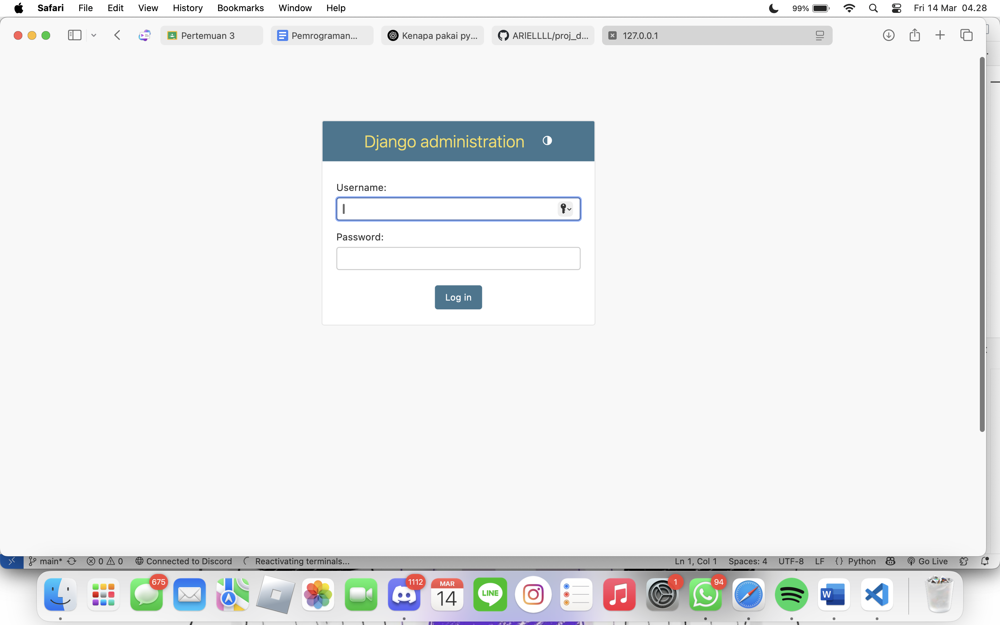 Safari File Edit View History Bookmarks Window Help 99% Fri 14 Mar 04.28
Pertemuan 3 Pemrograman... Kenapa pakai py... ARIELLLL/proj_d... 127.0.0.1
Django administration
Username:
Password:
Log in
main* 0 0 Connected to Discord Reactivating terminals... Ln 1, Col 1 Spaces: 4 UTF-8 LF {} Python Go Live
675 1112 MAR 14 LINE 1 94 W